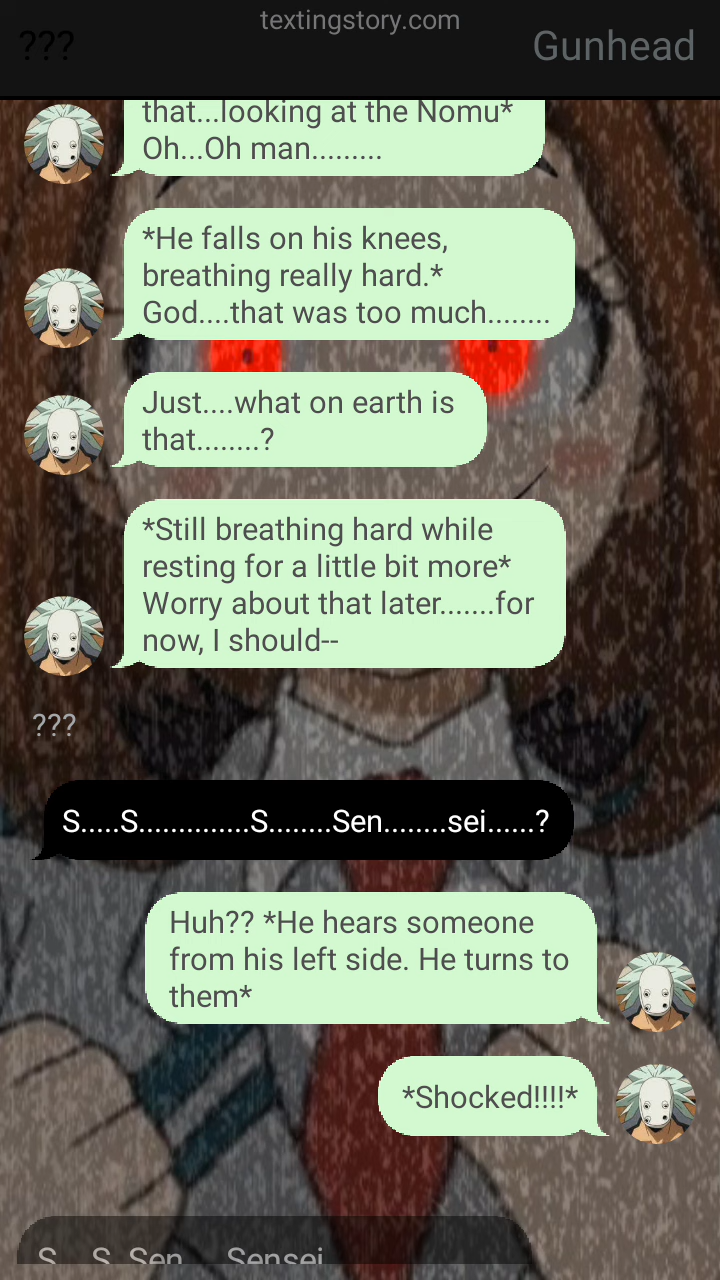 textingstory.com
???
Gunhead
that...looking at the Nomu*
Oh...Oh man.........
*He falls on his knees,
breathing really hard.*
God....that was too much........
Just....what on earth is
that........?
*Still breathing hard while
resting for a little bit more*
Worry about that later.......for
now, I should--
???
S.....S.............S........Sen........sei......?
Huh?? *He hears someone
from his left side. He turns to
them*
*Shocked!!!!*
S....S..Sen.....Sensei....